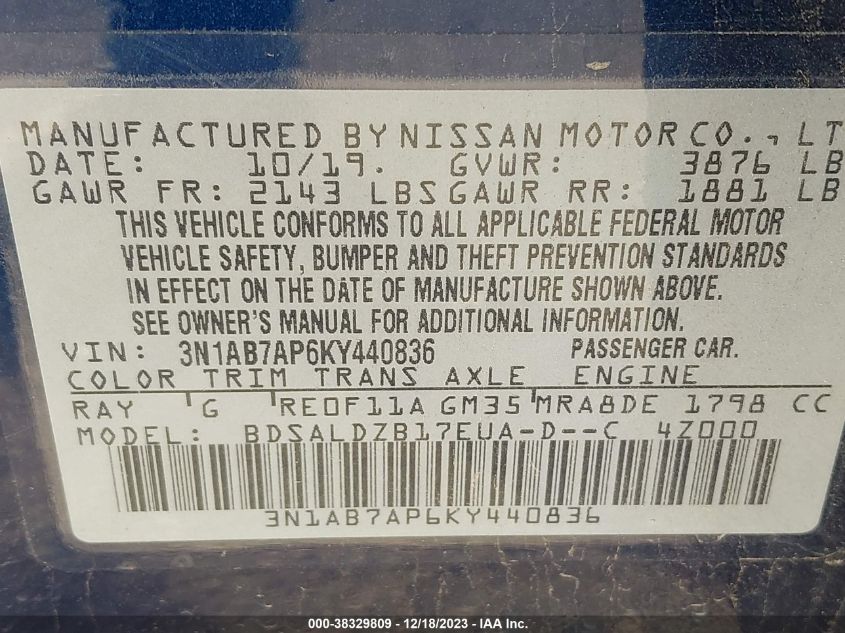 MANUFACTURED BY NISSAN MOTOR CO., LT
DATE: 10/19. GVWR: 3876 LB
GAWR FR: 2143 LBS GAWR RR: 1881 LB
THIS VEHICLE CONFORMS TO ALL APPLICABLE FEDERAL MOTOR
VEHICLE SAFETY, BUMPER AND THEFT PREVENTION STANDARDS
IN EFFECT ON THE DATE OF MANUFACTURE SHOWN ABOVE.
SEE OWNER'S MANUAL FOR ADDITIONAL INFORMATION.
VIN: 3N1AB7AP6KY440836 PASSENGER CAR.
COLOR TRIM TRANS AXLE ENGINE
RAY G RE0F11A GM35 MRA8DE 1798 CC
MODEL: BDSALDZB17EUA-D--C 4Z000
3N1AB7AP6KY440836
000-38329809 - 12/18/2023 - IAA Inc.